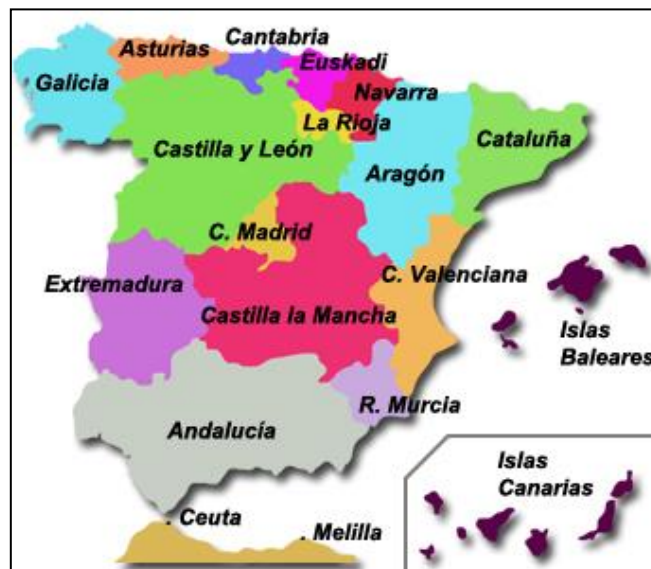 Cantabria
Asturias
Euskadi
Galicia
Navarra
La Rioja
Castilla y León
Cataluña
Aragón
C. Madrid
C. Valenciana
Extremadura
Castilla la Mancha
Islas
Baleares
R. Murcia
Andalucía
Islas
Canarias
. Ceuta
. Melilla